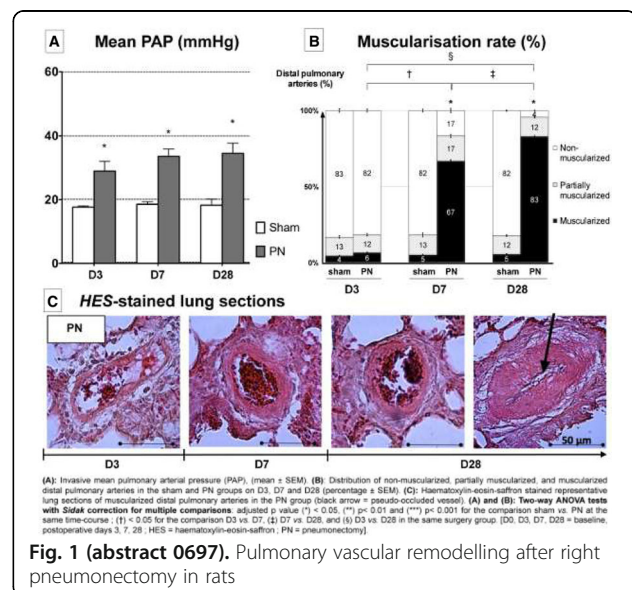 A Mean PAP (mmHg)
60
40
20
0
* * *
Sham
PN
D3 D7 D28
B Muscularisation rate (%)
§
Distal pulmonary
arteries (%)
† ‡
* *
100%
50%
0%
83 82 82 17 82 4
13 12 13 17 12 12
4 6 5 67 5 83
Non-
muscularized
Partially
muscularized
Muscularized
sham PN sham PN sham PN
D3 D7 D28
C HES-stained lung sections
PN
50 µm
D3 D7 D28
(A): Invasive mean pulmonary arterial pressure (PAP), (mean ± SEM). (B): Distribution of non-muscularized, partially muscularized, and muscularized
distal pulmonary arteries in the sham and PN groups on D3, D7 and D28 (percentage ± SEM). (C): Haematoxylin-eosin-saffron stained representative
lung sections of muscularized distal pulmonary arteries in the PN group (black arrow = pseudo-occluded vessel). (A) and (B): Two-way ANOVA tests
with Sidak correction for multiple comparisons: adjusted p value (*) < 0.05, (**) p< 0.01 and (***) p< 0.001 for the comparison sham vs. PN at the
same time-course ; (†) < 0.05 for the comparison D3 vs. D7, (‡) D7 vs. D28, and (§) D3 vs. D28 in the same surgery group. [D0, D3, D7, D28 = baseline,
postoperative days 3, 7, 28 ; HES = haematoxylin-eosin-saffron ; PN = pneumonectomy].
Fig. 1 (abstract 0697). Pulmonary vascular remodelling after right
pneumonectomy in rats